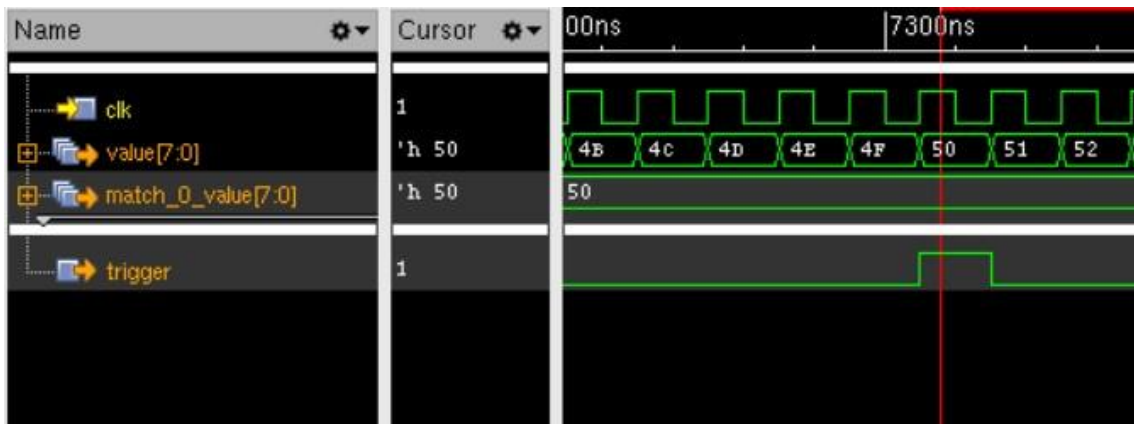 Name Cursor 00ns 7300ns
clk 1
value[7:0] 'h 50 4B 4C 4D 4E 4F 50 51 52
match_0_value[7:0] 'h 50 50
trigger 1